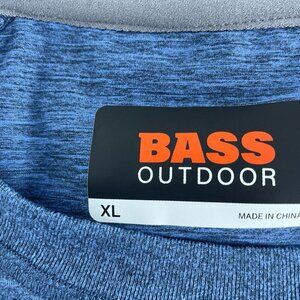 BASS
OUTDOOR
XL
MADE IN CHINA